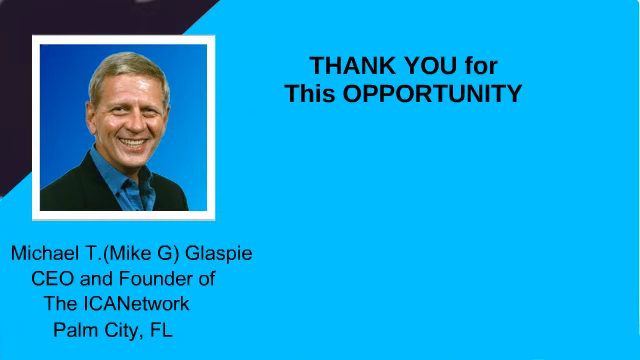 THANK YOU for
This OPPORTUNITY
Michael T.(Mike G) Glaspie
CEO and Founder of
The ICANetwork
Palm City, FL